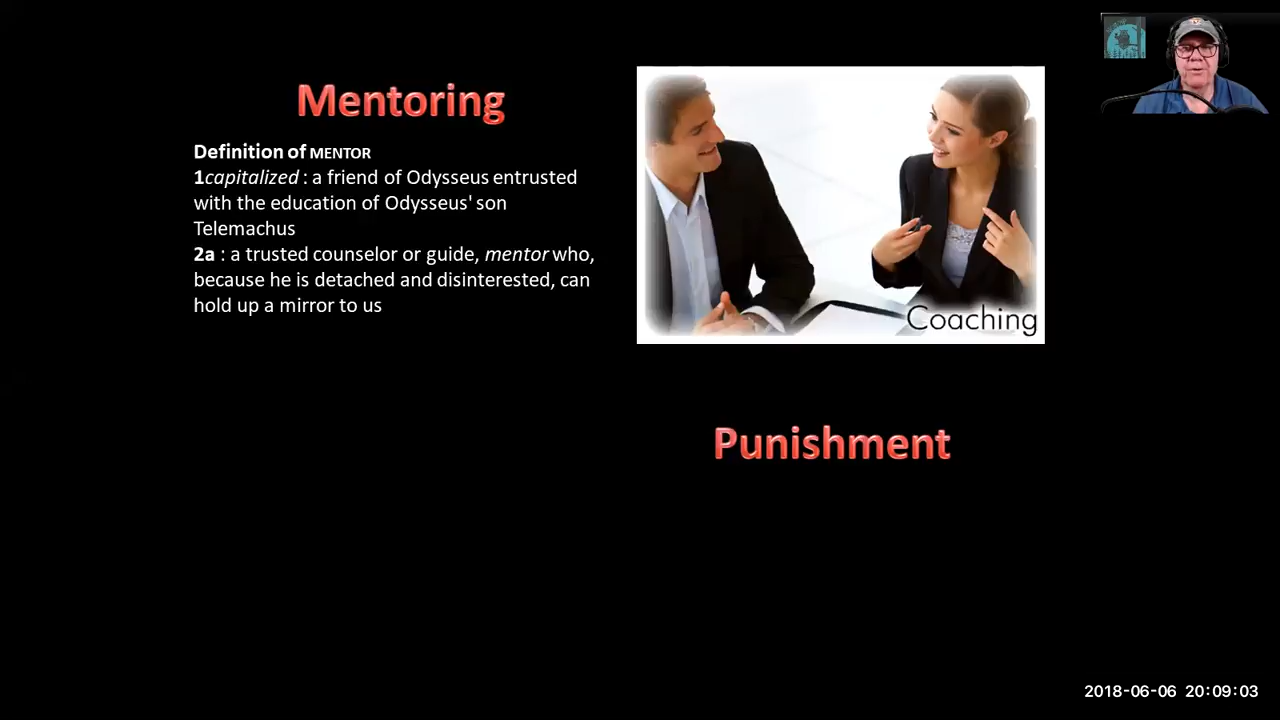 Mentoring
Definition of MENTOR
1capitalized : a friend of Odysseus entrusted
with the education of Odysseus' son
Telemachus
2a : a trusted counselor or guide, mentor who,
because he is detached and disinterested, can
hold up a mirror to us
Coaching
Punishment
2018-06-06 20:09:03